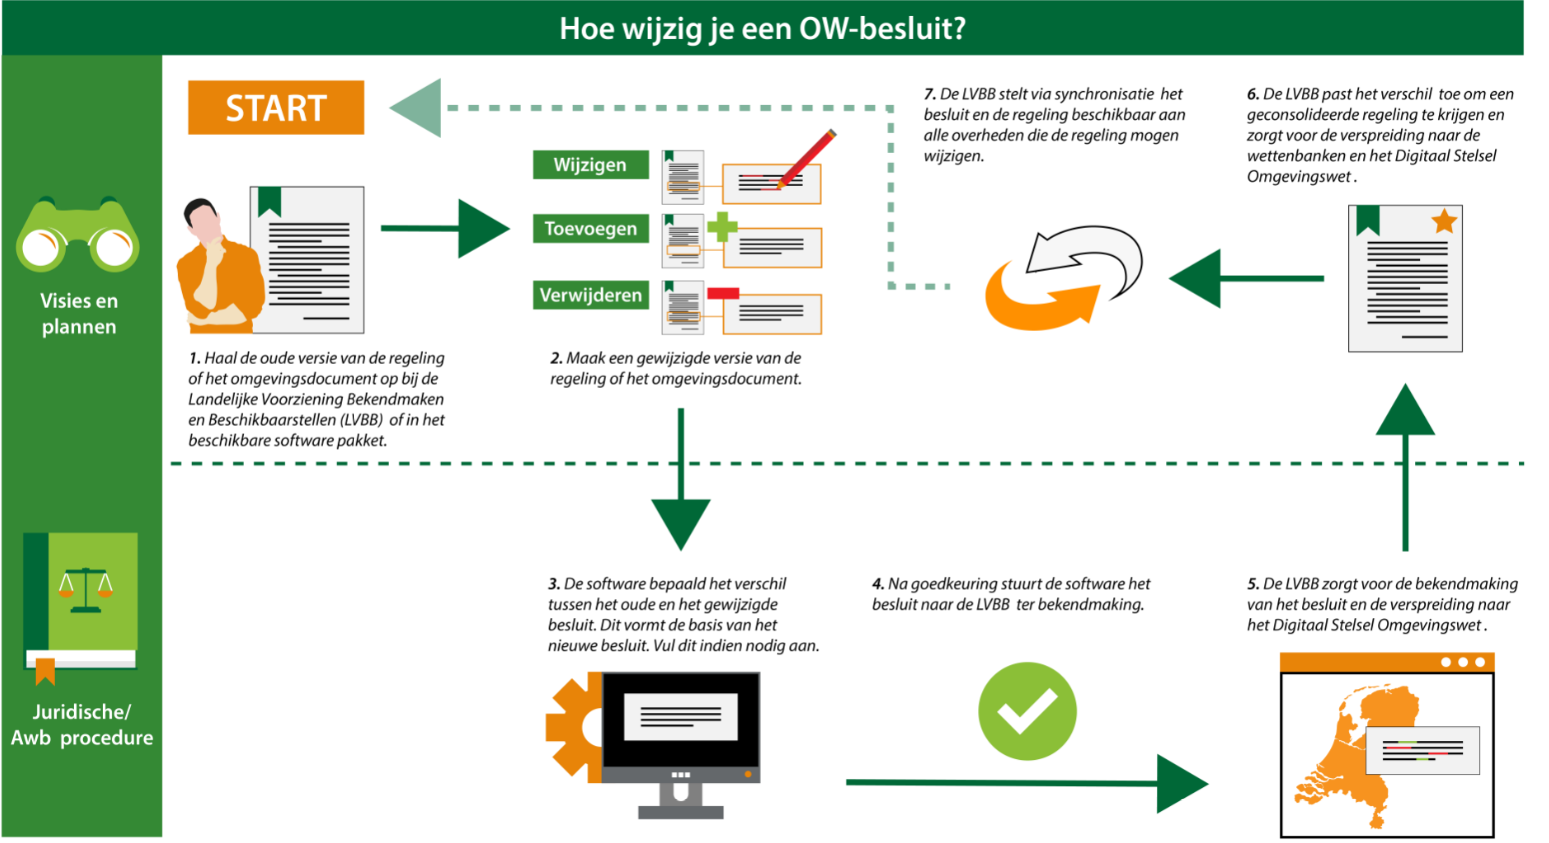 Hoe wijzig je een OW-besluit?
Visies en
plannen
START
1. Haal de oude versie van de regeling
of het omgevingsdocument op bij de
Landelijke Voorziening Bekendmaken
en Beschikbaarstellen (LVBB) of in het
beschikbare software pakket.
Wijzigen
Toevoegen
Verwijderen
2. Maak een gewijzigde versie van de
regeling of het omgevingsdocument.
7. De LVBB stelt via synchronisatie het
besluit en de regeling beschikbaar aan
alle overheden die de regeling mogen
wijzigen.
6. De LVBB past het verschil toe om een
geconsolideerde regeling te krijgen en
zorgt voor de verspreiding naar de
wettenbanken en het Digitaal Stelsel
Omgevingswet .
Juridische/
Awb procedure
3. De software bepaald het verschil
tussen het oude en het gewijzigde
besluit. Dit vormt de basis van het
nieuwe besluit. Vul dit indien nodig aan.
4. Na goedkeuring stuurt de software het
besluit naar de LVBB ter bekendmaking.
5. De LVBB zorgt voor de bekendmaking
van het besluit en de verspreiding naar
het Digitaal Stelsel Omgevingswet .